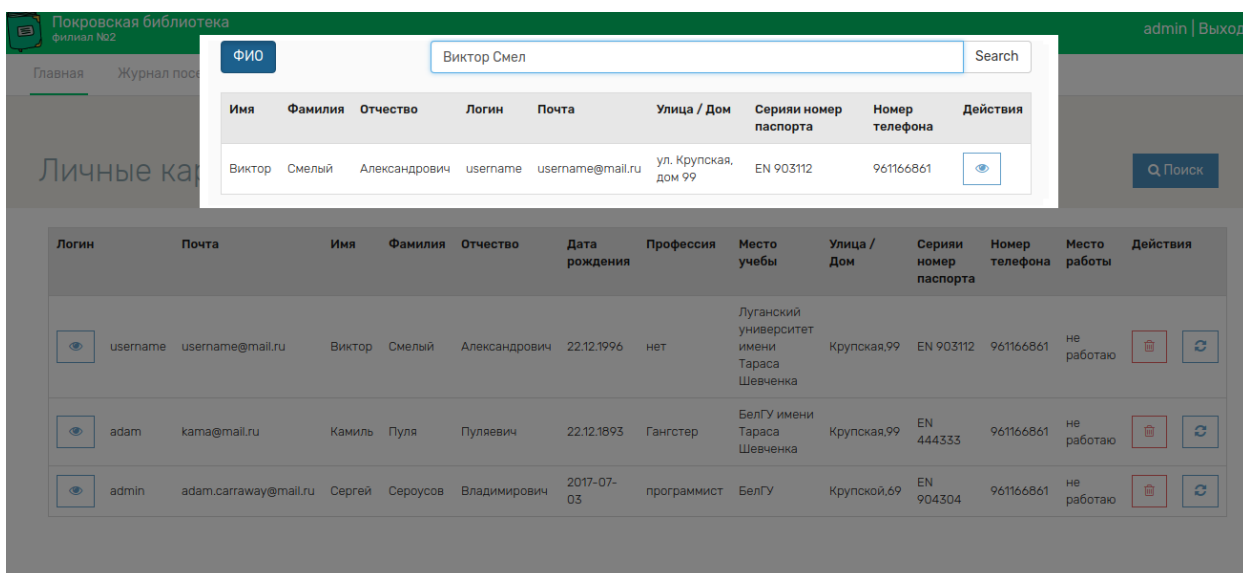 Покровская библиотека
филиал №2
admin | Выход
Главная Журнал посе
ФИО Виктор Смел Search
Имя Фамилия Отчество Логин Почта Улица / Дом Серияи номер паспорта Номер телефона Действия
Виктор Смелый Александрович username username@mail.ru ул. Крупская, дом 99 EN 903112 961166861
Личные кар
Поиск
Логин Почта Имя Фамилия Отчество Дата рождения Профессия Место учебы Улица / Дом Серияи номер паспорта Номер телефона Место работы Действия
username username@mail.ru Виктор Смелый Александрович 22.12.1996 нет Луганский университет имени Тараса Шевченка Крупская,99 EN 903112 961166861 не работаю
adam kama@mail.ru Камиль Пуля Пуляевич 22.12.1893 Гангстер БелГУ имени Тараса Шевченка Крупская,99 EN 444333 961166861 не работаю
admin adam.carraway@mail.ru Сергей Сероусов Владимирович 2017-07-03 программист БелГУ Крупской,69 EN 904304 961166861 не работаю